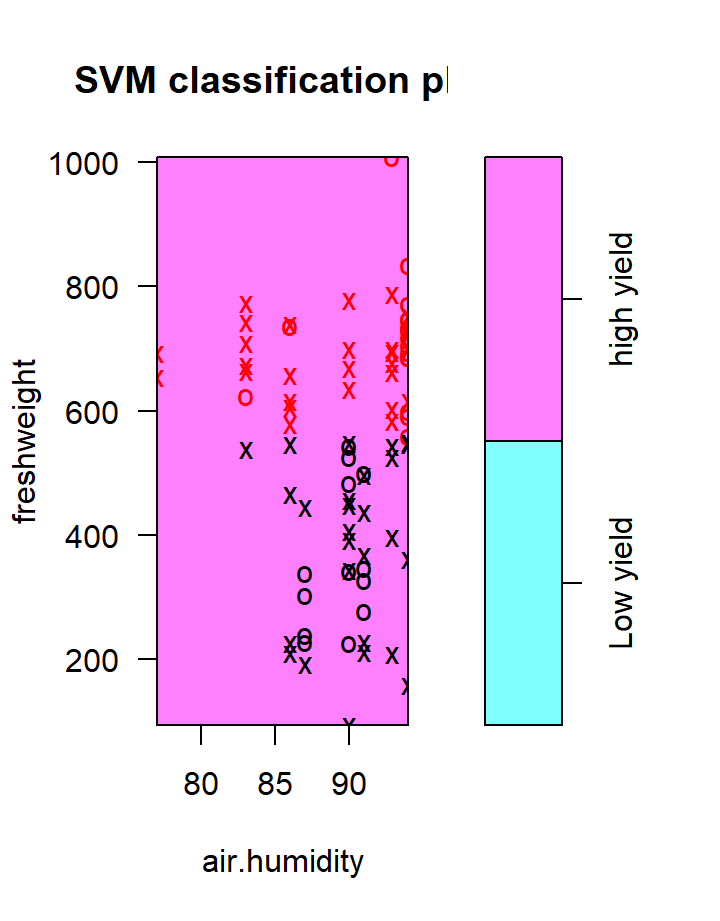 SVM classification pl
1000
800
600
400
200
freshweight
80 85 90
air.humidity
high yield
Low yield